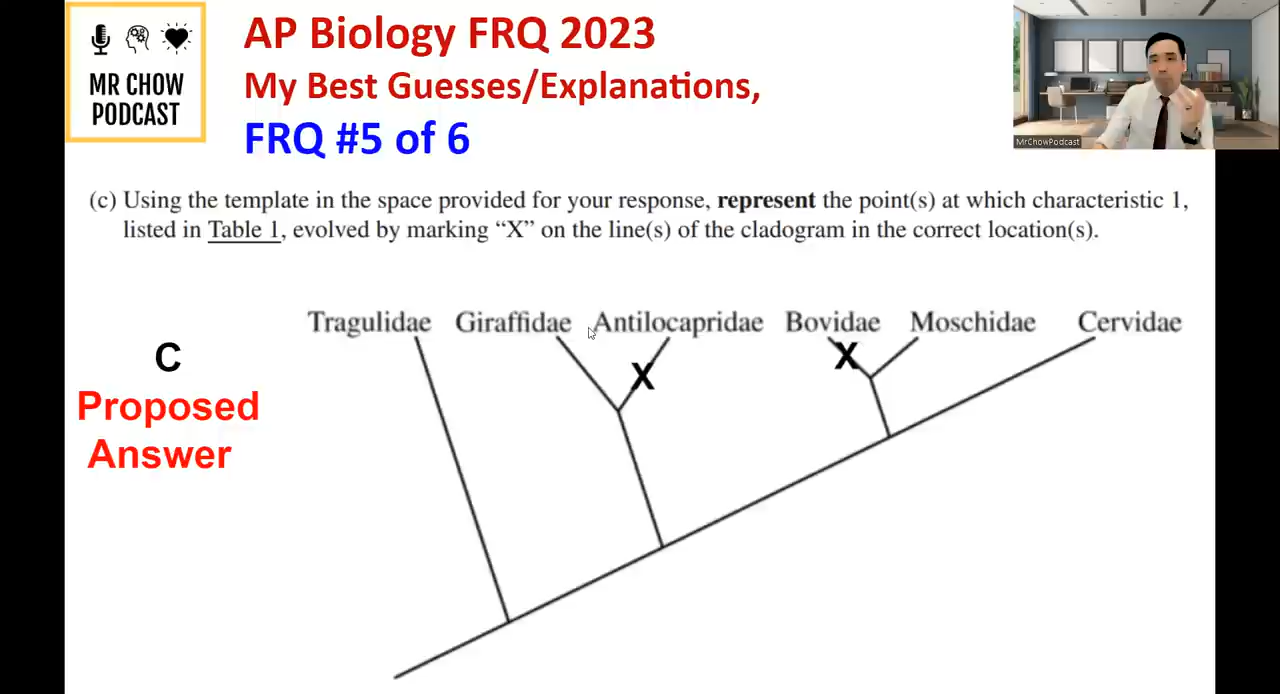 MR CHOW
PODCAST
AP Biology FRQ 2023
My Best Guesses/Explanations,
FRQ #5 of 6
MrChowPodcast
(c) Using the template in the space provided for your response, represent the point(s) at which characteristic 1,
listed in Table 1, evolved by marking “X” on the line(s) of the cladogram in the correct location(s).
Tragulidae Giraffidae Antilocapridae Bovidae Moschidae Cervidae
X X
C
Proposed
Answer